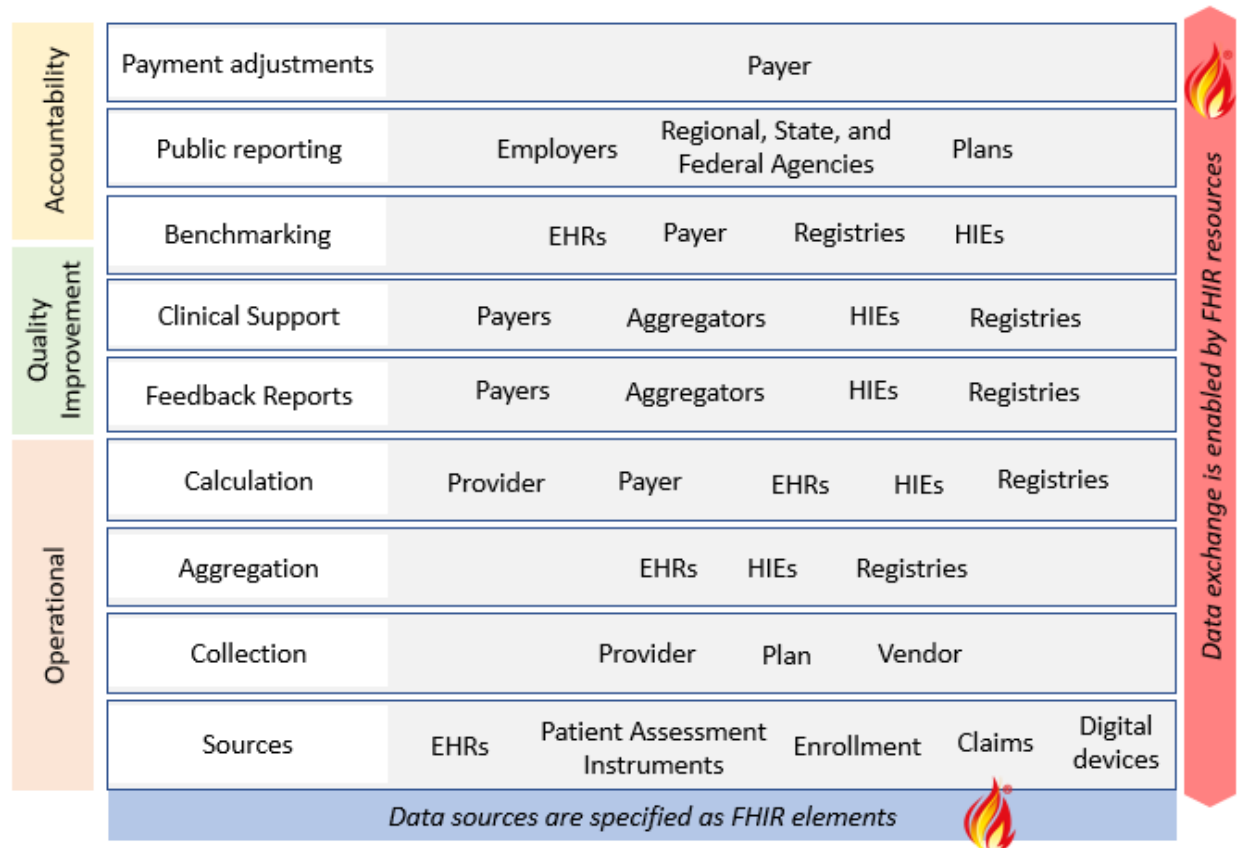 Accountability
Payment adjustments
Payer
Public reporting
Employers
Regional, State, and
Federal Agencies
Plans
Benchmarking
EHRs
Payer
Registries
HIEs
Quality
Improvement
Clinical Support
Payers
Aggregators
HIEs
Registries
Feedback Reports
Payers
Aggregators
HIEs
Registries
Operational
Calculation
Provider
Payer
EHRs
HIEs
Registries
Aggregation
EHRs
HIEs
Registries
Collection
Provider
Plan
Vendor
Sources
EHRs
Patient Assessment
Instruments
Enrollment
Claims
Digital
devices
Data sources are specified as FHIR elements
®
Data exchange is enabled by FHIR resources
®